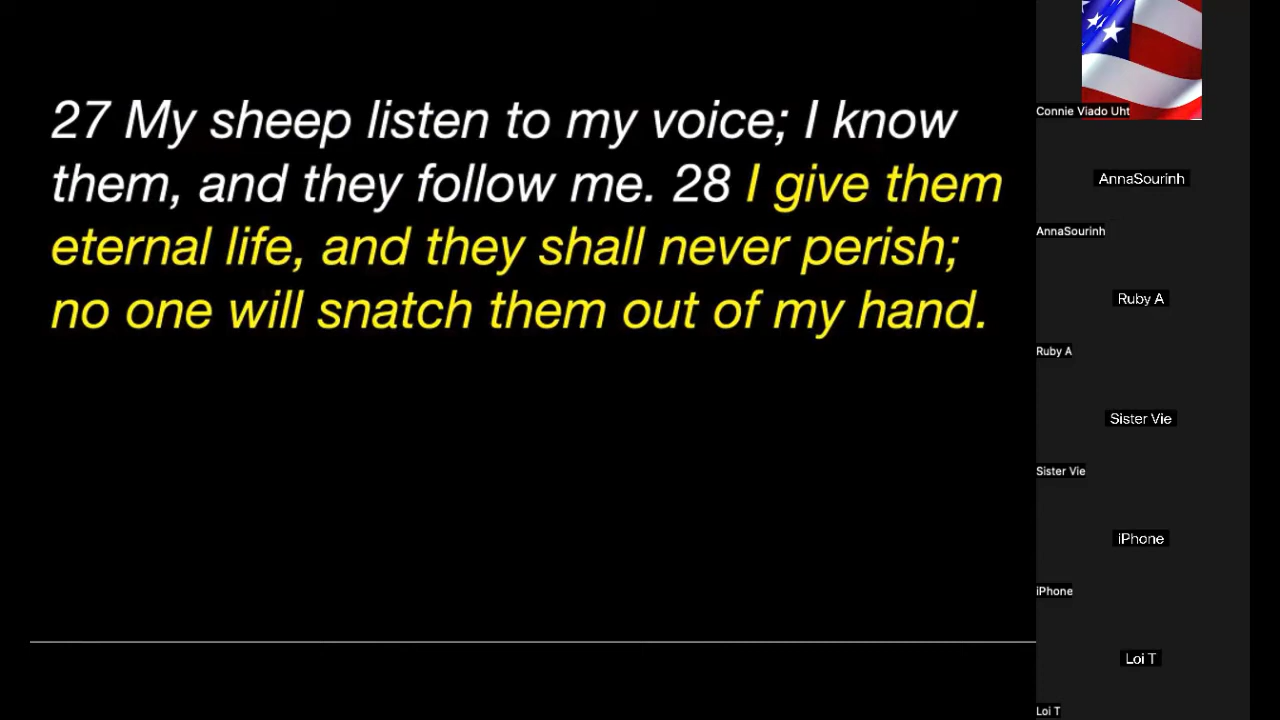 27 My sheep listen to my voice; I know
them, and they follow me. 28 I give them
eternal life, and they shall never perish;
no one will snatch them out of my hand.
Connie Viado Uht
AnnaSourinh
AnnaSourinh
Ruby A
Ruby A
Sister Vie
Sister Vie
iPhone
iPhone
Loi T
Loi T